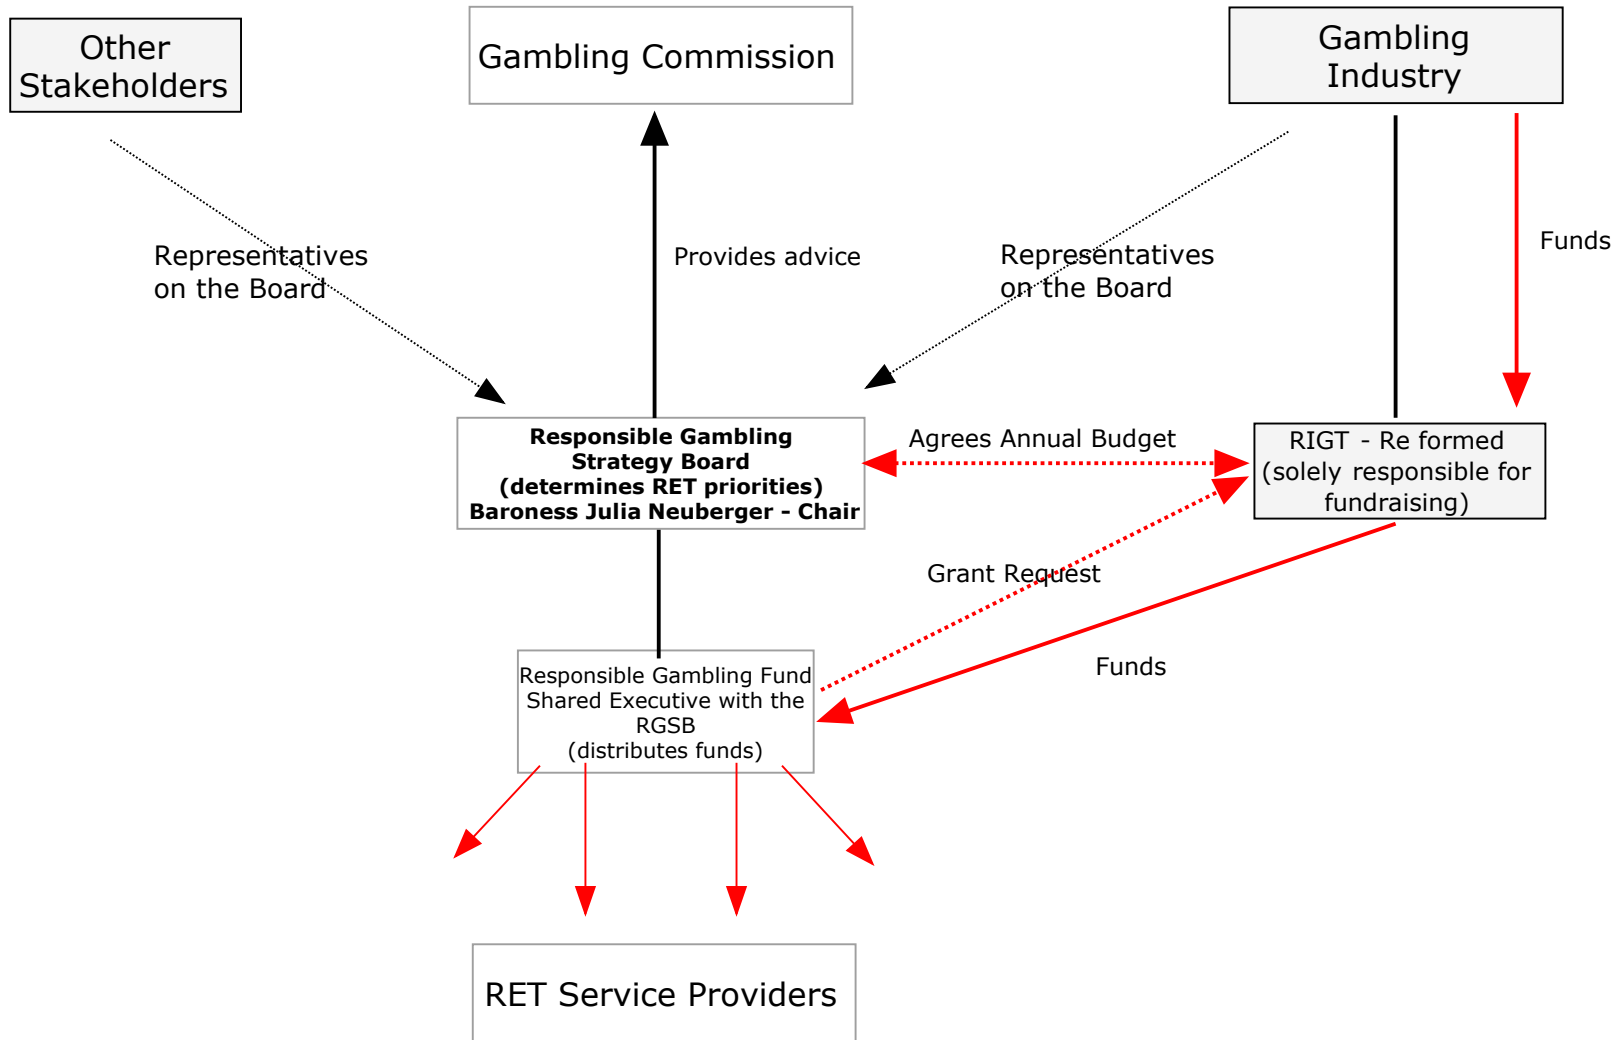 Other
Stakeholders
Gambling Commission
Gambling
Industry
Representatives
on the Board
Provides advice
Representatives
on the Board
Funds
Responsible Gambling
Strategy Board
(determines RET priorities)
Baroness Julia Neuberger - Chair
Agrees Annual Budget
RIGT - Re formed
(solely responsible for
fundraising)
Grant Request
Funds
Responsible Gambling Fund
Shared Executive with the
RGSB
(distributes funds)
RET Service Providers